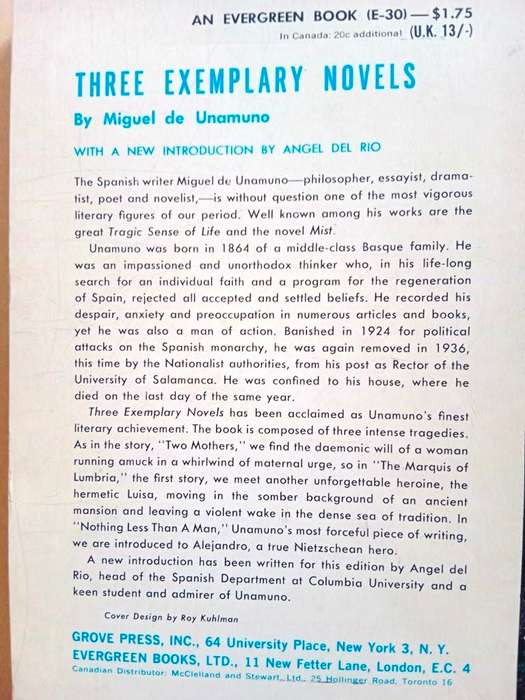 AN EVERGREEN BOOK (E-30) — $1.75
In Canada: 20c additional (U.K. 13/-)
THREE EXEMPLARY NOVELS
By Miguel de Unamuno
WITH A NEW INTRODUCTION BY ANGEL DEL RIO
The Spanish writer Miguel de Unamuno—philosopher, essayist, drama-
tist, poet and novelist,—is without question one of the most vigorous
literary figures of our period. Well known among his works are the
great Tragic Sense of Life and the novel Mist.
Unamuno was born in 1864 of a middle-class Basque family. He
was an impassioned and unorthodox thinker who, in his life-long
search for an individual faith and a program for the regeneration
of Spain, rejected all accepted and settled beliefs. He recorded his
despair, anxiety and preoccupation in numerous articles and books,
yet he was also a man of action. Banished in 1924 for political
attacks on the Spanish monarchy, he was again removed in 1936,
this time by the Nationalist authorities, from his post as Rector of the
University of Salamanca. He was confined to his house, where he
died on the last day of the same year.
Three Exemplary Novels has been acclaimed as Unamuno's finest
literary achievement. The book is composed of three intense tragedies.
As in the story, "Two Mothers," we find the daemonic will of a woman
running amuck in a whirlwind of maternal urge, so in "The Marquis of
Lumbria," the first story, we meet another unforgettable heroine, the
hermetic Luisa, moving in the somber background of an ancient
mansion and leaving a violent wake in the dense sea of tradition. In
"Nothing Less Than A Man," Unamuno's most forceful piece of writing,
we are introduced to Alejandro, a true Nietzschean hero.
A new introduction has been written for this edition by Angel del
Rio, head of the Spanish Department at Columbia University and a
keen student and admirer of Unamuno.
Cover Design by Roy Kuhlman
GROVE PRESS, INC., 64 University Place, New York 3, N. Y.
EVERGREEN BOOKS, LTD., 11 New Fetter Lane, London, E.C. 4
Canadian Distributor: McClelland and Stewart, Ltd., 25 Hollinger Road, Toronto 16